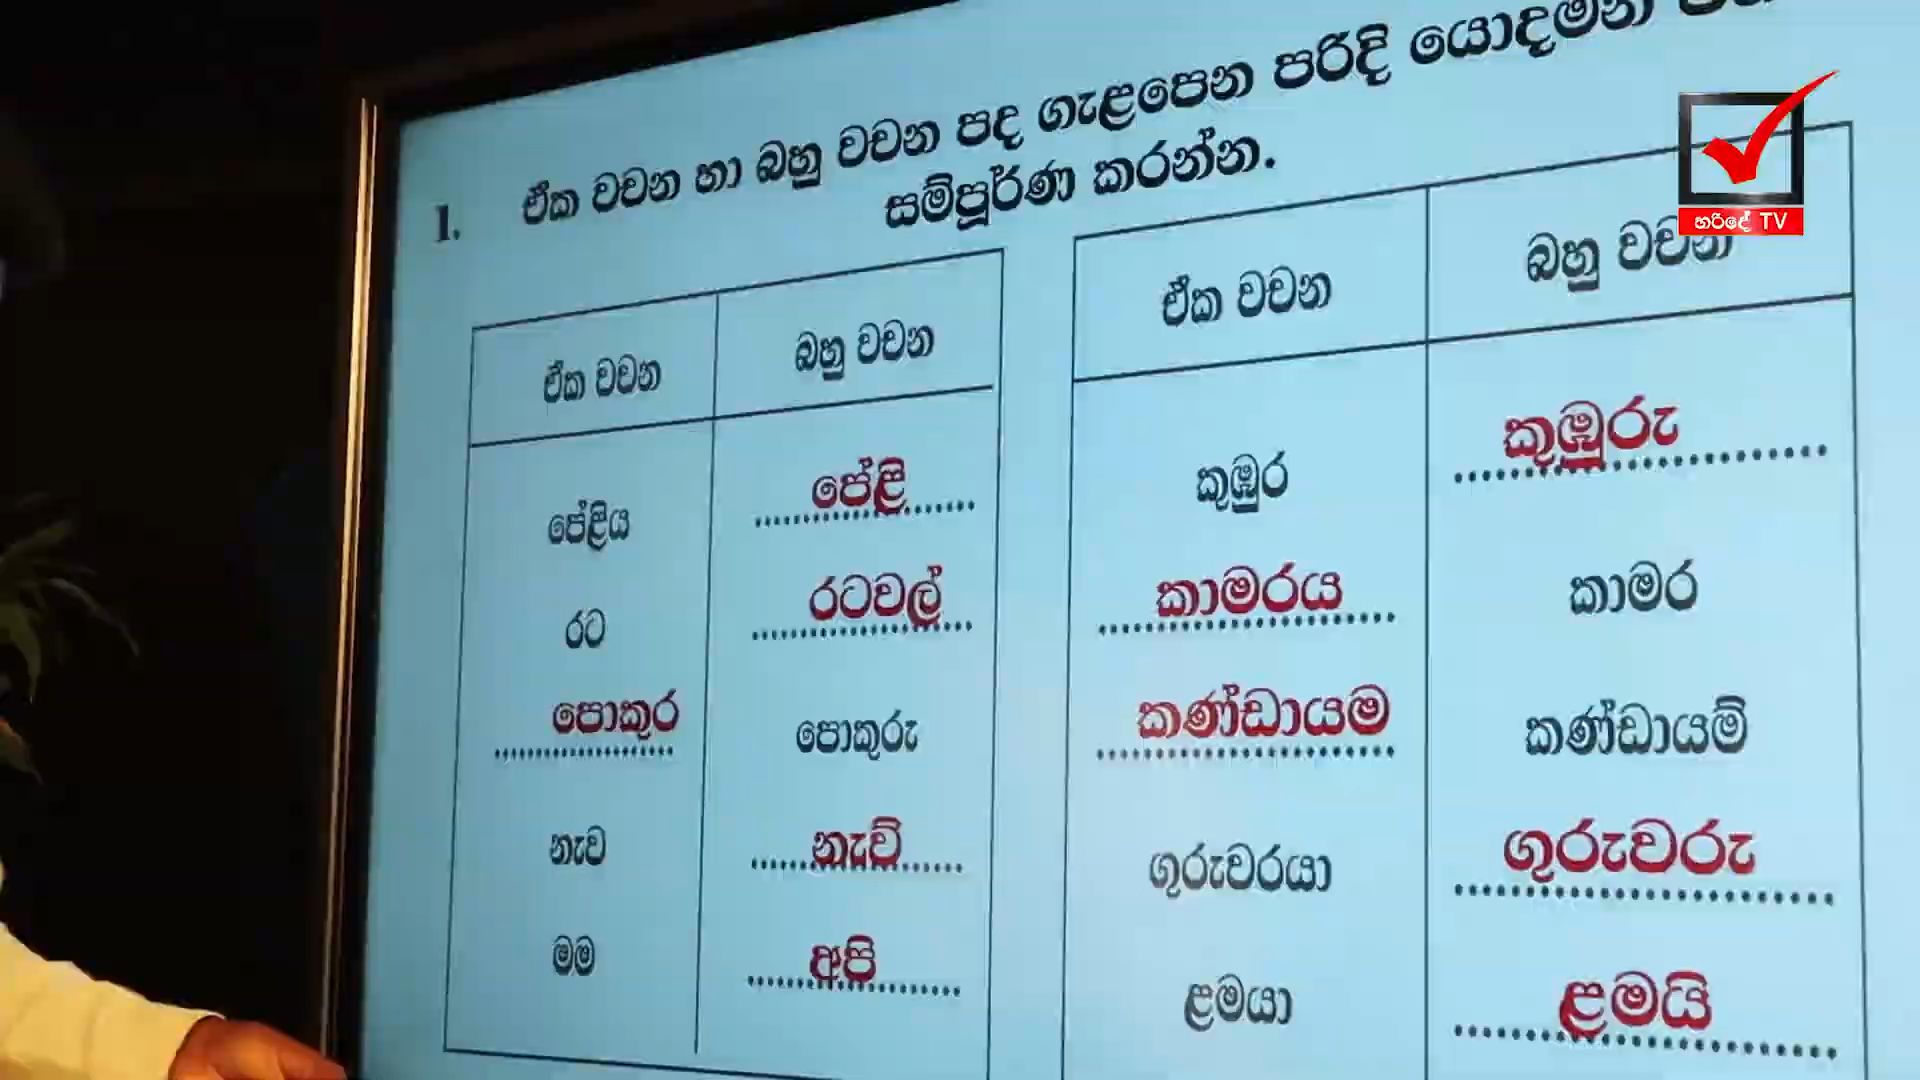 1. ඒක වචන හා බහු වචන පද ගැළපෙන පරිදි යොදමින්
සම්පූර්ණ කරන්න.
හරිදේ TV
ඒක වචන බහු වචන
පේළිය පේළි
රට රටවල්
පොකුර පොකුරු
නැව නැව්
මම අපි
ඒක වචන බහු වචන
කුඹුර කුඹුරු
කාමරය කාමර
කණ්ඩායම කණ්ඩායම්
ගුරුවරයා ගුරුවරු
ළමයා ළමයි